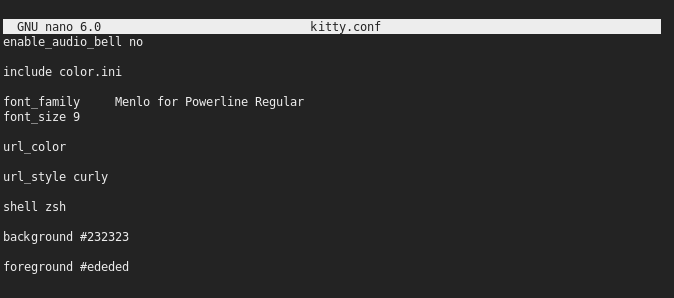 GNU nano 6.0 kitty.conf
enable_audio_bell no
include color.ini
font_family Menlo for Powerline Regular
font_size 9
url_color
url_style curly
shell zsh
background #232323
foreground #ededed